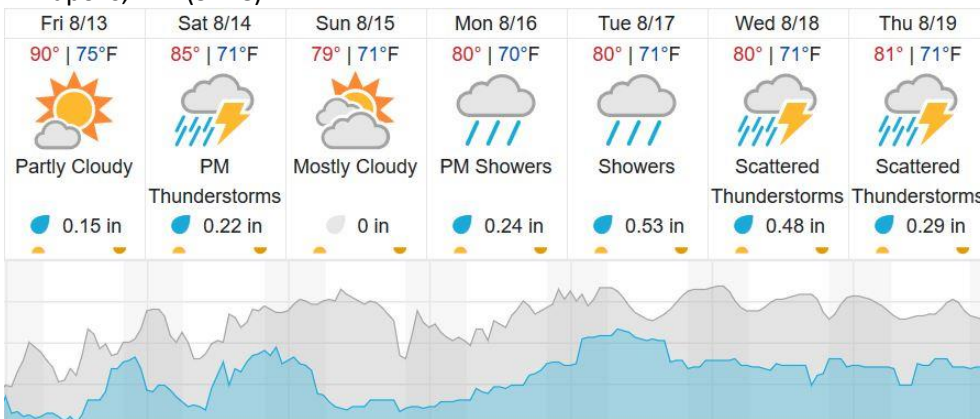 Fri 8/13 Sat 8/14 Sun 8/15 Mon 8/16 Tue 8/17 Wed 8/18 Thu 8/19
90° | 75°F 85° | 71°F 79° | 71°F 80° | 70°F 80° | 71°F 80° | 71°F 81° | 71°F
Partly Cloudy PM Mostly Cloudy PM Showers Showers Scattered Scattered
Thunderstorms Thunderstorms Thunderstorms
0.15 in 0.22 in 0 in 0.24 in 0.53 in 0.48 in 0.29 in